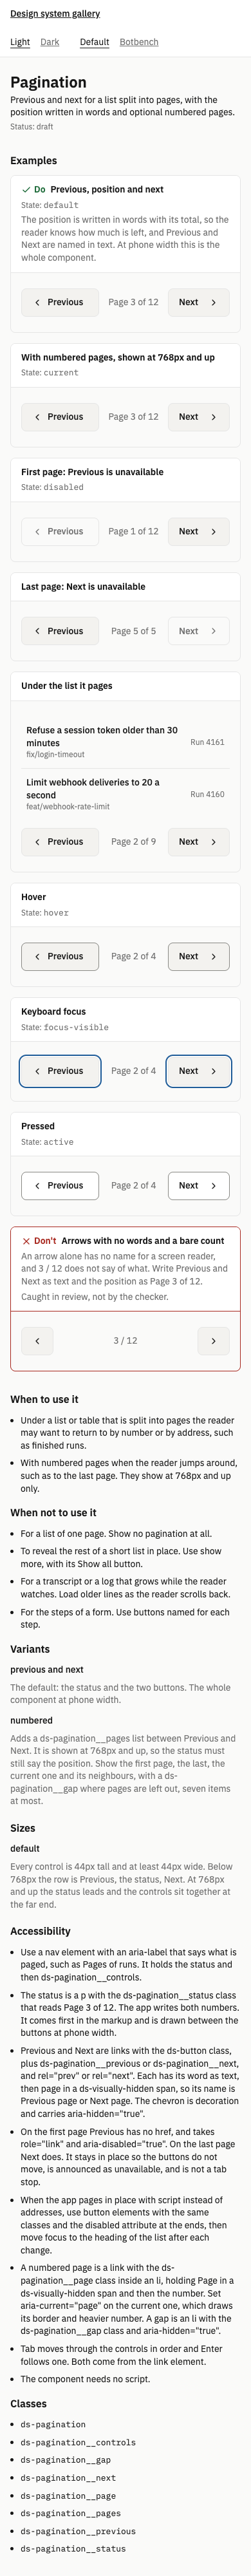 Design system gallery
Light Dark Default Botbench
Pagination
Previous and next for a list split into pages, with the
position written in words and optional numbered pages.
Status: draft
Examples
Do Previous, position and next
State: default
The position is written in words with its total, so the
reader knows how much is left, and Previous and
Next are named in text. At phone width this is the
whole component.
Previous Page 3 of 12 Next
With numbered pages, shown at 768px and up
State: current
Previous Page 3 of 12 Next
First page: Previous is unavailable
State: disabled
Previous Page 1 of 12 Next
Last page: Next is unavailable
Previous Page 5 of 5 Next
Under the list it pages
Refuse a session token older than 30
minutes
fix/login-timeout
Run 4161
Limit webhook deliveries to 20 a
second
feat/webhook-rate-limit
Run 4160
Previous Page 2 of 9 Next
Hover
State: hover
Previous Page 2 of 4 Next
Keyboard focus
State: focus-visible
Previous Page 2 of 4 Next
Pressed
State: active
Previous Page 2 of 4 Next
Don't Arrows with no words and a bare count
An arrow alone has no name for a screen reader,
and 3 / 12 does not say of what. Write Previous and
Next as text and the position as Page 3 of 12.
Caught in review, not by the checker.
3 / 12
When to use it
Under a list or table that is split into pages the reader
may want to return to by number or by address, such
as finished runs.
With numbered pages when the reader jumps around,
such as to the last page. They show at 768px and up
only.
When not to use it
For a list of one page. Show no pagination at all.
To reveal the rest of a short list in place. Use show
more, with its Show all button.
For a transcript or a log that grows while the reader
watches. Load older lines as the reader scrolls back.
For the steps of a form. Use buttons named for each
step.
Variants
previous and next
The default: the status and the two buttons. The whole
component at phone width.
numbered
Adds a ds-pagination__pages list between Previous and
Next. It is shown at 768px and up, so the status must
still say the position. Show the first page, the last, the
current one and its neighbours, with a ds-
pagination__gap where pages are left out, seven items
at most.
Sizes
default
Every control is 44px tall and at least 44px wide. Below
768px the row is Previous, the status, Next. At 768px
and up the status leads and the controls sit together at
the far end.
Accessibility
Use a nav element with an aria-label that says what is
paged, such as Pages of runs. It holds the status and
then ds-pagination__controls.
The status is a p with the ds-pagination__status class
that reads Page 3 of 12. The app writes both numbers.
It comes first in the markup and is drawn between the
buttons at phone width.
Previous and Next are links with the ds-button class,
plus ds-pagination__previous or ds-pagination__next,
and rel="prev" or rel="next". Each has its word as text,
then page in a ds-visually-hidden span, so its name is
Previous page or Next page. The chevron is decoration
and carries aria-hidden="true".
On the first page Previous has no href, and takes
role="link" and aria-disabled="true". On the last page
Next does. It stays in place so the buttons do not
move, is announced as unavailable, and is not a tab
stop.
When the app pages in place with script instead of
addresses, use button elements with the same
classes and the disabled attribute at the ends, then
move focus to the heading of the list after each
change.
A numbered page is a link with the ds-
pagination__page class inside an li, holding Page in a
ds-visually-hidden span and then the number. Set
aria-current="page" on the current one, which draws
its border and heavier number. A gap is an li with the
ds-pagination__gap class and aria-hidden="true".
Tab moves through the controls in order and Enter
follows one. Both come from the link element.
The component needs no script.
Classes
ds-pagination
ds-pagination__controls
ds-pagination__gap
ds-pagination__next
ds-pagination__page
ds-pagination__pages
ds-pagination__previous
ds-pagination__status